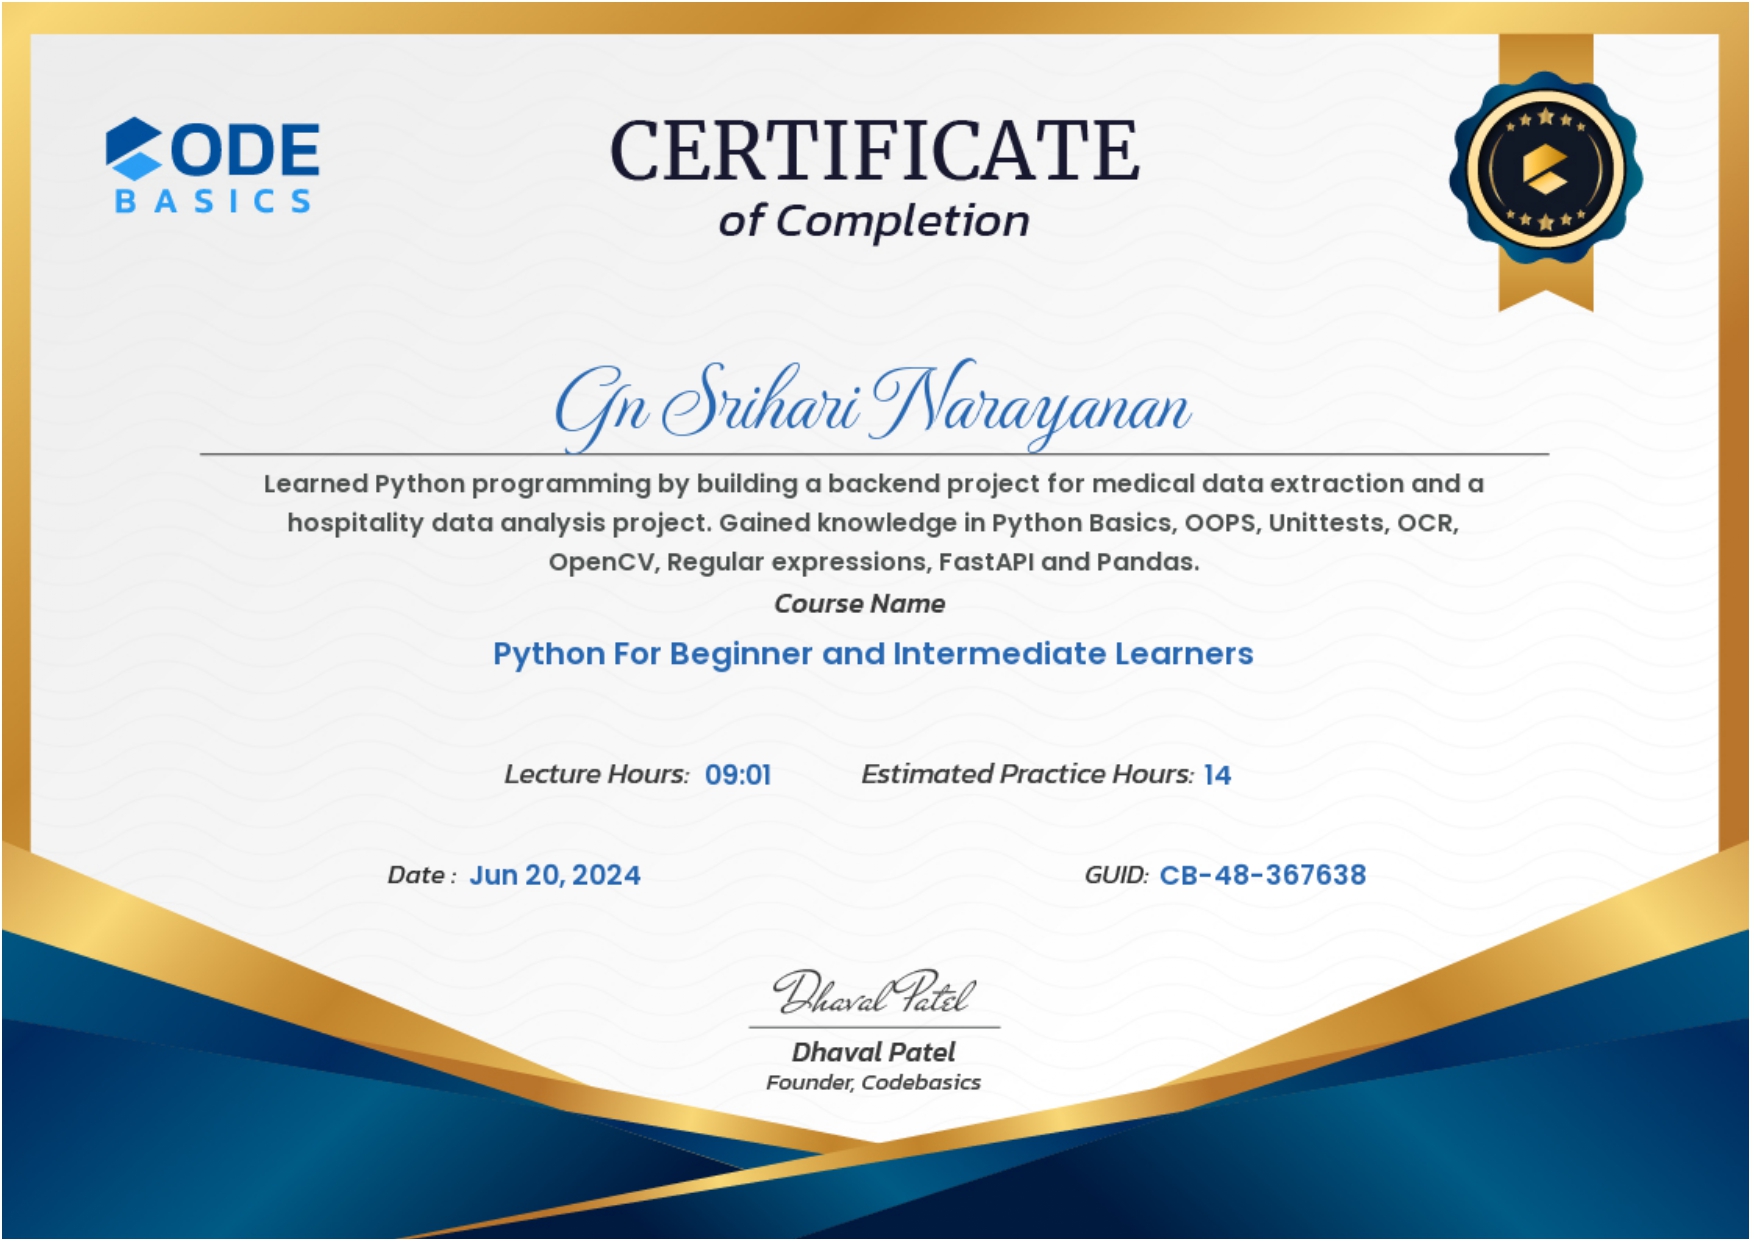 CODE
BASICS
CERTIFICATE
of Completion
Gn Srihari Narayanan
Learned Python programming by building a backend project for medical data extraction and a
hospitality data analysis project. Gained knowledge in Python Basics, OOPS, Unittests, OCR,
OpenCV, Regular expressions, FastAPI and Pandas.
Course Name
Python For Beginner and Intermediate Learners
Lecture Hours: 09:01 Estimated Practice Hours: 14
Date : Jun 20, 2024 GUID: CB-48-367638
Dhaval Patel
Dhaval Patel
Founder, Codebasics